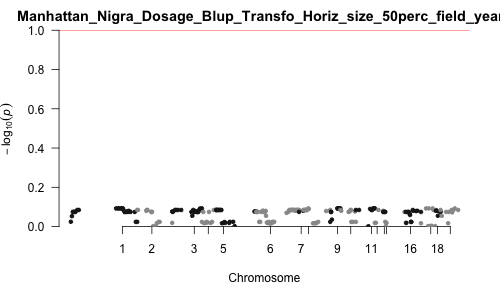 Manhattan_Nigra_Dosage_Blup_Transfo_Horiz_size_50perc_field_year
− log10(p)
1.0
0.8
0.6
0.4
0.2
0.0
1 2 3 4 5 6 7 9 11 16 18
Chromosome